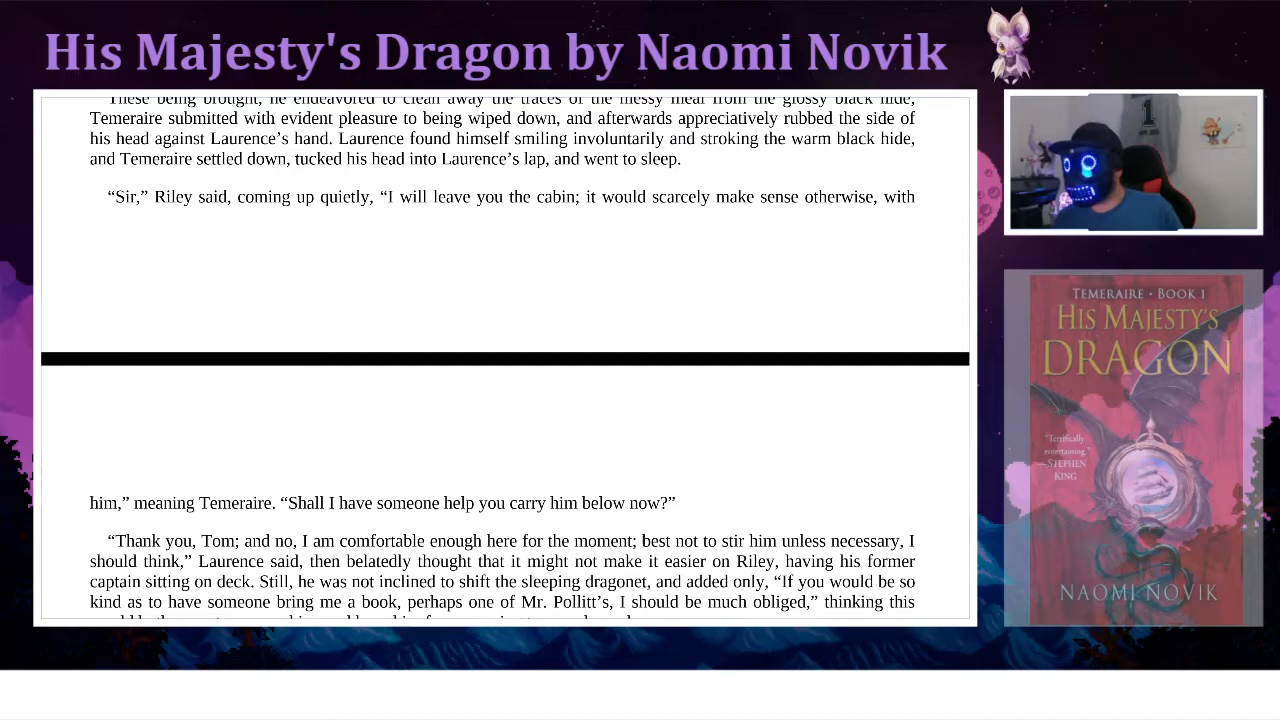 His Majesty's Dragon by Naomi Novik
These being brought, he endeavored to clean away the traces of the messy meal from the glossy black hide;
Temeraire submitted with evident pleasure to being wiped down, and afterwards appreciatively rubbed the side of
his head against Laurence’s hand. Laurence found himself smiling involuntarily and stroking the warm black hide,
and Temeraire settled down, tucked his head into Laurence’s lap, and went to sleep.
“Sir,” Riley said, coming up quietly, “I will leave you the cabin; it would scarcely make sense otherwise, with
him,” meaning Temeraire. “Shall I have someone help you carry him below now?”
“Thank you, Tom; and no, I am comfortable enough here for the moment; best not to stir him unless necessary, I
should think,” Laurence said, then belatedly thought that it might not make it easier on Riley, having his former
captain sitting on deck. Still, he was not inclined to shift the sleeping dragonet, and added only, “If you would be so
kind as to have someone bring me a book, perhaps one of Mr. Pollitt’s, I should be much obliged,” thinking this
1
TEMERAIRE • BOOK 1
HIS MAJESTY'S
DRAGON
"Terrifically
entertaining."
—STEPHEN
KING
NAOMI NOVIK